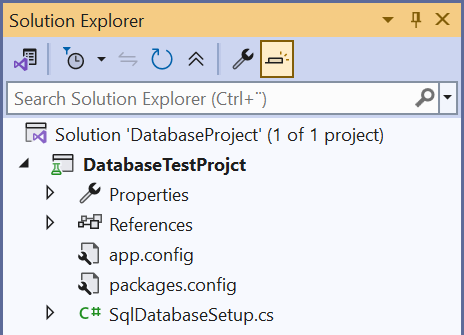 Solution Explorer
Search Solution Explorer (Ctrl+¨)
Solution 'DatabaseProject' (1 of 1 project)
DatabaseTestProjct
Properties
References
app.config
packages.config
C# SqlDatabaseSetup.cs